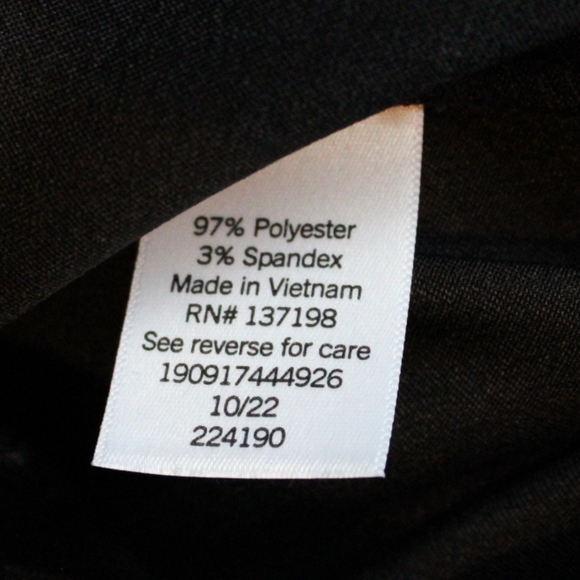 97% Polyester
3% Spandex
Made in Vietnam
RN# 137198
See reverse for care
190917444926
10/22
224190